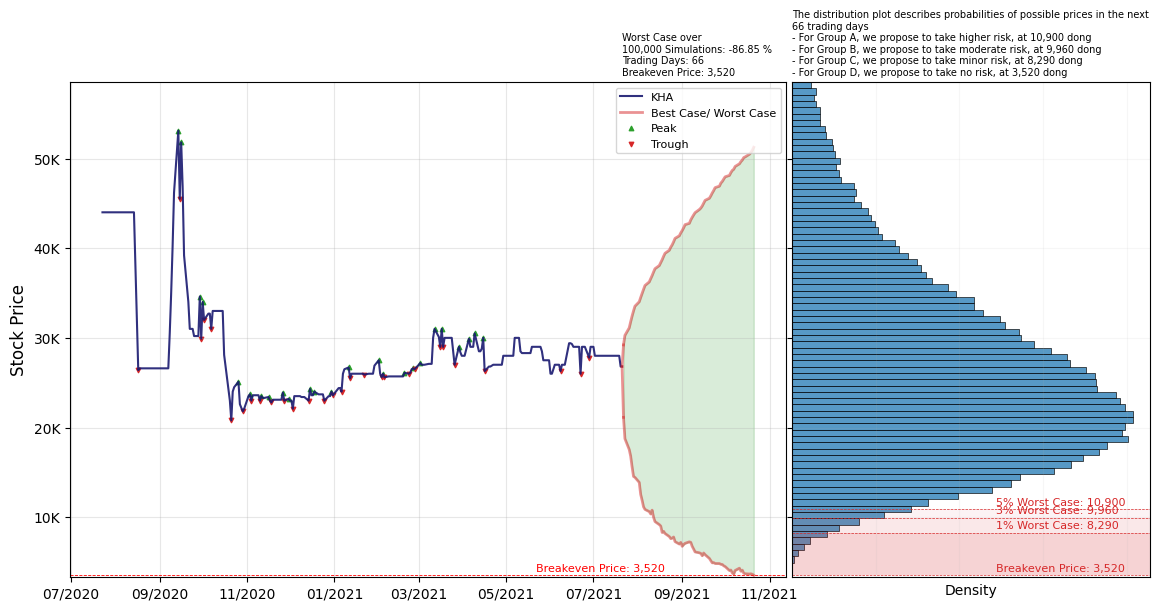 Worst Case over
100,000 Simulations: -86.85 %
Trading Days: 66
Breakeven Price: 3,520
The distribution plot describes probabilities of possible prices in the next
66 trading days
- For Group A, we propose to take higher risk, at 10,900 dong
- For Group B, we propose to take moderate risk, at 9,960 dong
- For Group C, we propose to take minor risk, at 8,290 dong
- For Group D, we propose to take no risk, at 3,520 dong
KHA
Best Case/ Worst Case
Peak
Trough
Stock Price
50K
40K
30K
20K
10K
Breakeven Price: 3,520
07/2020
09/2020
11/2020
01/2021
03/2021
05/2021
07/2021
09/2021
11/2021
5% Worst Case: 10,900
3% Worst Case: 9,960
1% Worst Case: 8,290
Breakeven Price: 3,520
Density